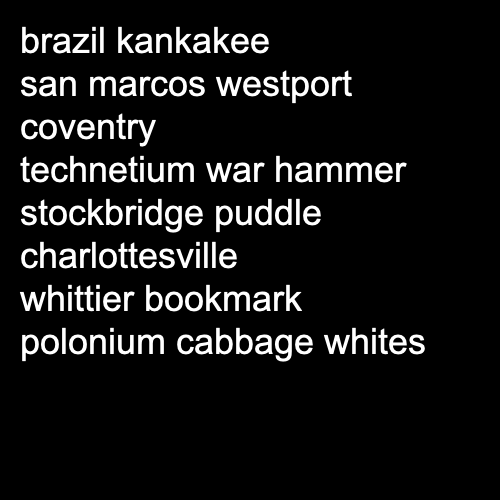 brazil kankakee
san marcos westport
coventry
technetium war hammer
stockbridge puddle
charlottesville
whittier bookmark
polonium cabbage whites